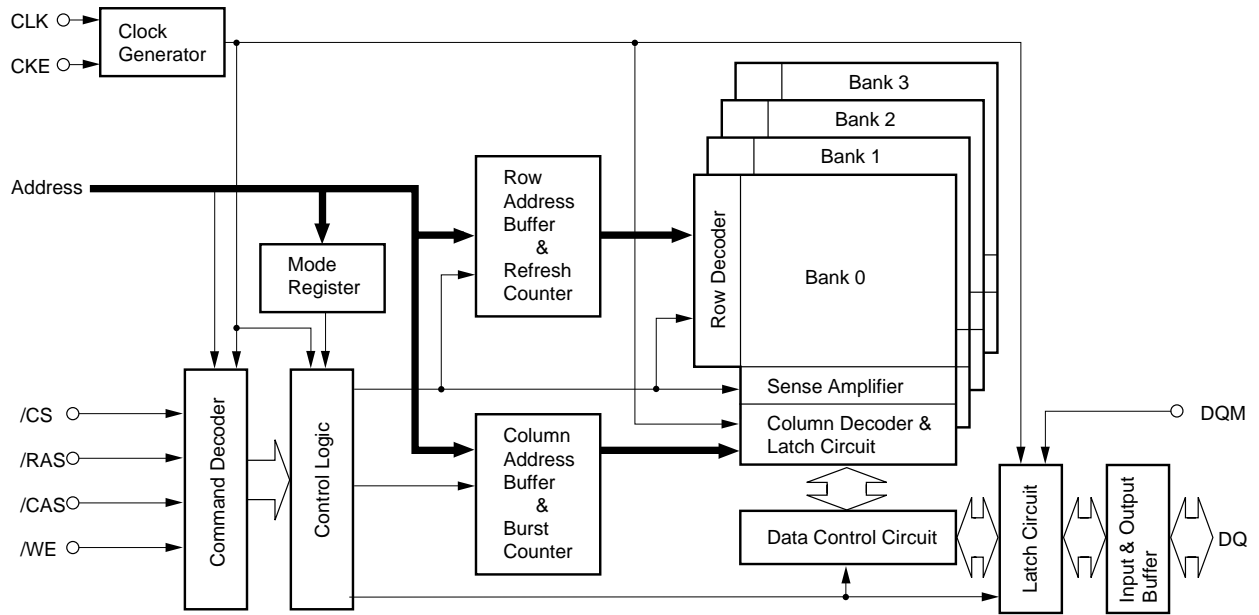 CLK
CKE
Clock
Generator
Bank 3
Bank 2
Bank 1
Address
Row
Address
Buffer
&
Refresh
Counter
Row Decoder
Bank 0
Mode
Register
Sense Amplifier
Column Decoder &
Latch Circuit
/CS
/RAS
/CAS
/WE
Command Decoder
Control Logic
Column
Address
Buffer
&
Burst
Counter
DQM
Data Control Circuit
Latch Circuit
Input & Output
Buffer
DQ